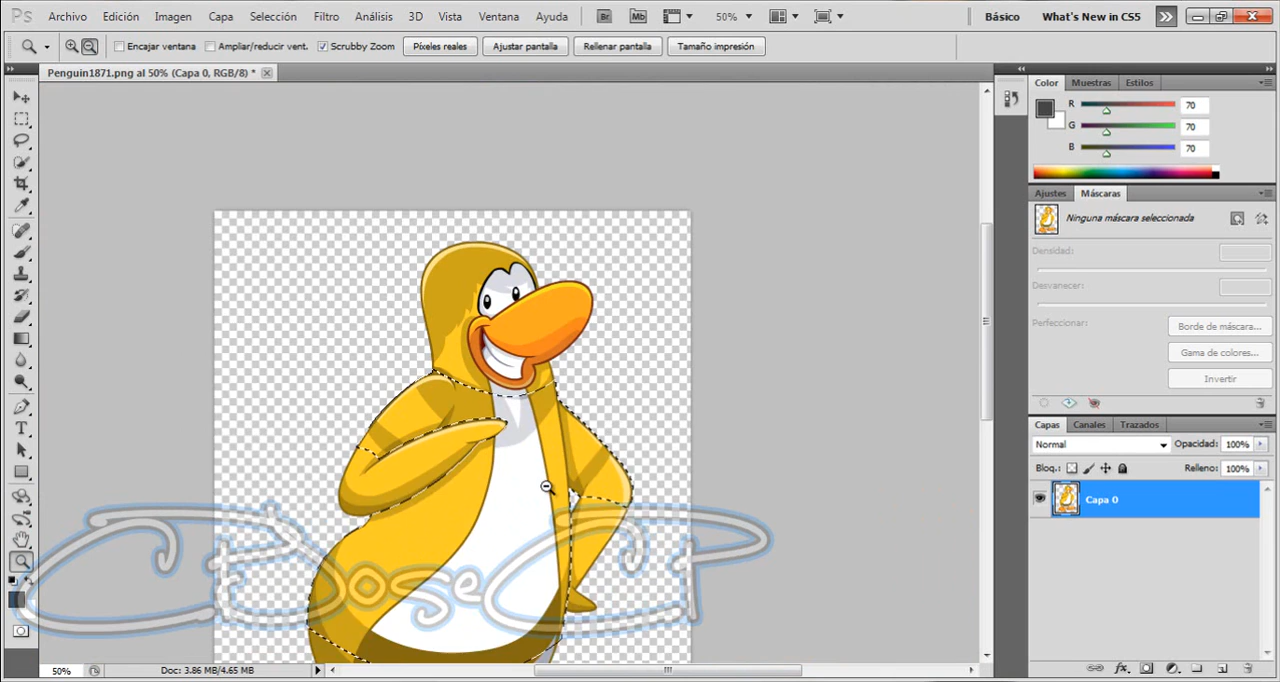 Ps Archivo Edición Imagen Capa Selección Filtro Análisis 3D Vista Ventana Ayuda Br Mb 50% Básico What's New in CS5
Encajar ventana Ampliar/reducir vent. Scrubby Zoom Píxeles reales Ajustar pantalla Rellenar pantalla Tamaño impresión
Penguin1871.png al 50% (Capa 0, RGB/8) *
Color Muestras Estilos
R 70
G 70
B 70
Ajustes Máscaras
Ninguna máscara seleccionada
Densidad:
Desvanecer:
Perfeccionar: Borde de máscara...
Gama de colores...
Invertir
Capas Canales Trazados
Normal Opacidad: 100%
Bloq.: Relleno: 100%
Capa 0
CBoseCP
50% Doc: 3.86 MB/4.65 MB